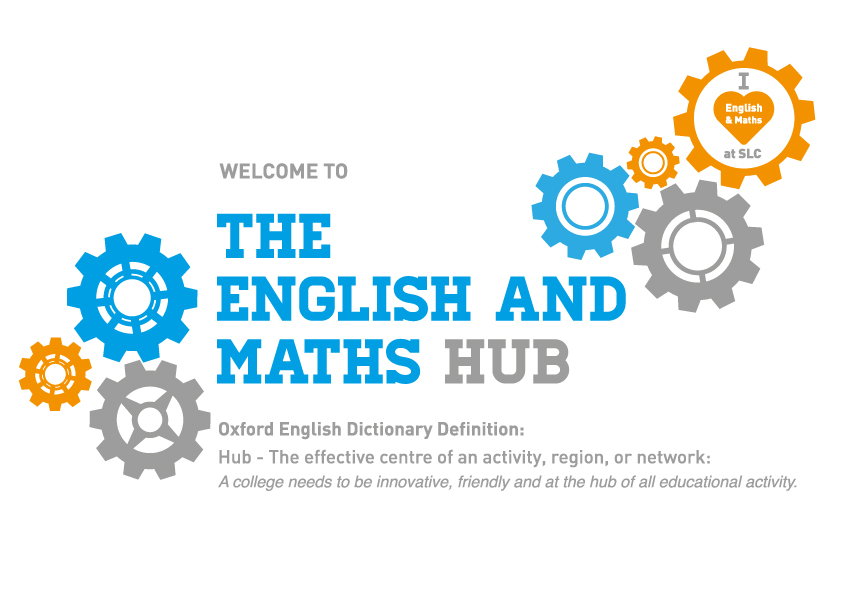 I
English
& Maths
at SLC
WELCOME TO
THE
ENGLISH AND
MATHS HUB
Oxford English Dictionary Definition:
Hub - The effective centre of an activity, region, or network:
A college needs to be innovative, friendly and at the hub of all educational activity.